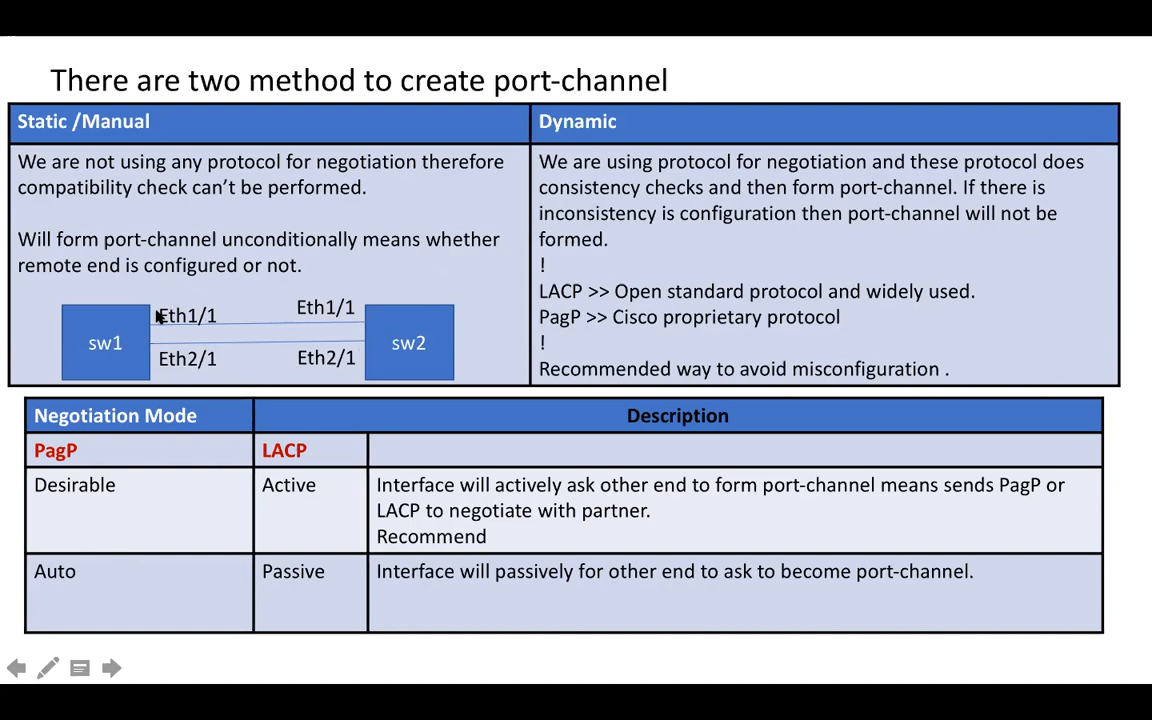 There are two method to create port-channel
Static /Manual
We are not using any protocol for negotiation therefore
compatibility check can't be performed.
Will form port-channel unconditionally means whether
remote end is configured or not.
sw1
Eth1/1
Eth1/1
Eth2/1
Eth2/1
sw2
Dynamic
We are using protocol for negotiation and these protocol does
consistency checks and then form port-channel. If there is
inconsistency is configuration then port-channel will not be
formed.
!
LACP >> Open standard protocol and widely used.
PagP >> Cisco proprietary protocol
!
Recommended way to avoid misconfiguration .
Negotiation Mode
Description
PagP
LACP
Desirable
Active
Interface will actively ask other end to form port-channel means sends PagP or
LACP to negotiate with partner.
Recommend
Auto
Passive
Interface will passively for other end to ask to become port-channel.